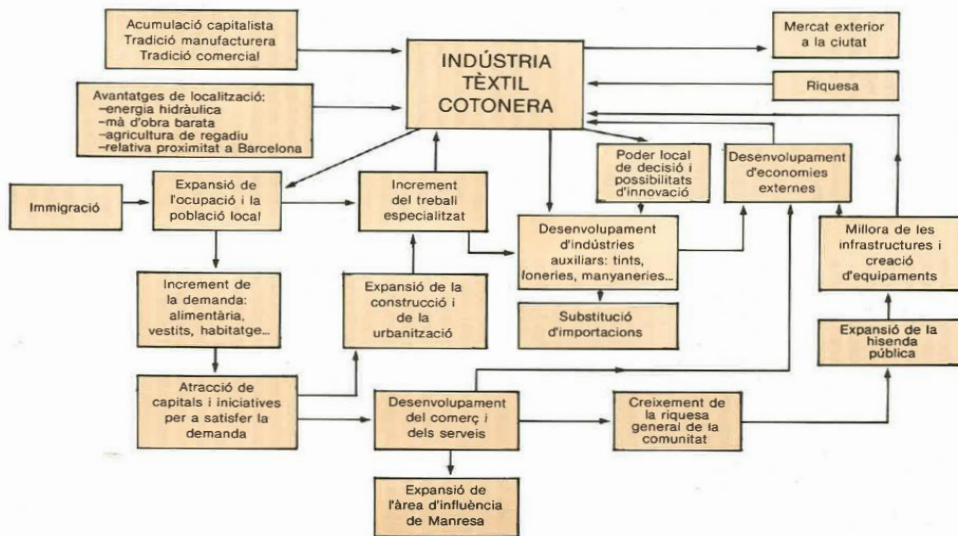 Acumulació capitalista
Tradició manufacturera
Tradició comercial
INDÚSTRIA
TÈXTIL
COTONERA
Mercat exterior
a la ciutat
Riquesa
Avantatges de localització:
–energia hidràulica
–mà d'obra barata
–agricultura de regadiu
–relativa proximitat a Barcelona
Poder local
de decisió i
possibilitats
d'innovació
Desenvolupament
d'economies
externes
Immigració
Expansió de
l'ocupació i la
població local
Increment
del treball
especialitzat
Desenvolupament
d'indústries
auxiliars: tints,
foneries, manyaneries...
Millora de les
infrastructures i
creació
d'equipaments
Increment de
la demanda:
alimentària,
vestits, habitatge...
Expansió de la
construcció i
de la
urbanització
Substitució
d'importacions
Expansió de la
hisenda
pública
Atracció de
capitals i iniciatives
per a satisfer la
demanda
Desenvolupament
del comerç i
dels serveis
Creixement de
la riquesa
general de la
comunitat
Expansió de
l'àrea d'influència
de Manresa